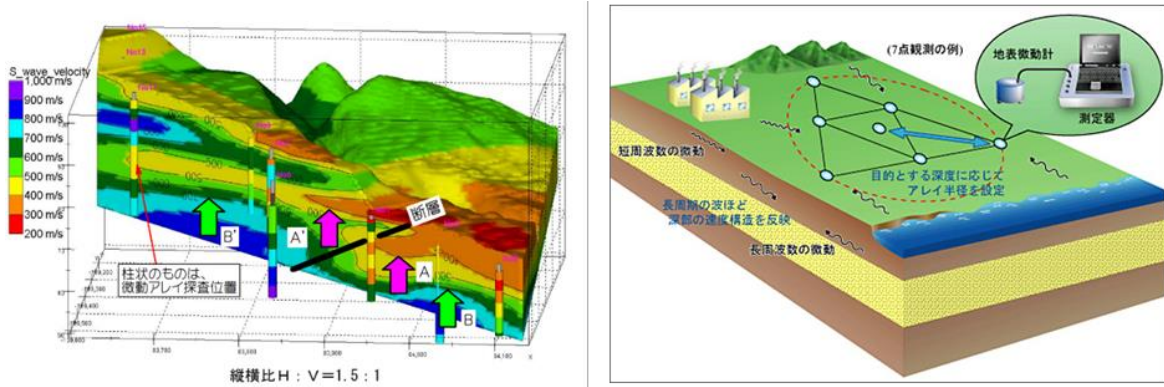 S_wave_velocity
1,000 m/s
900 m/s
800 m/s
700 m/s
600 m/s
500 m/s
400 m/s
300 m/s
200 m/s
断層
B'
A'
A
B
柱状のものは、
微動アレイ探査位置
縦横比H：V＝1.5：1
(7点観測の例)
地表微動計
測定器
短周波数の微動
目的とする深度に応じて
アレイ半径を設定
長周期の波ほど
深部の速度構造を反映
長周波数の微動